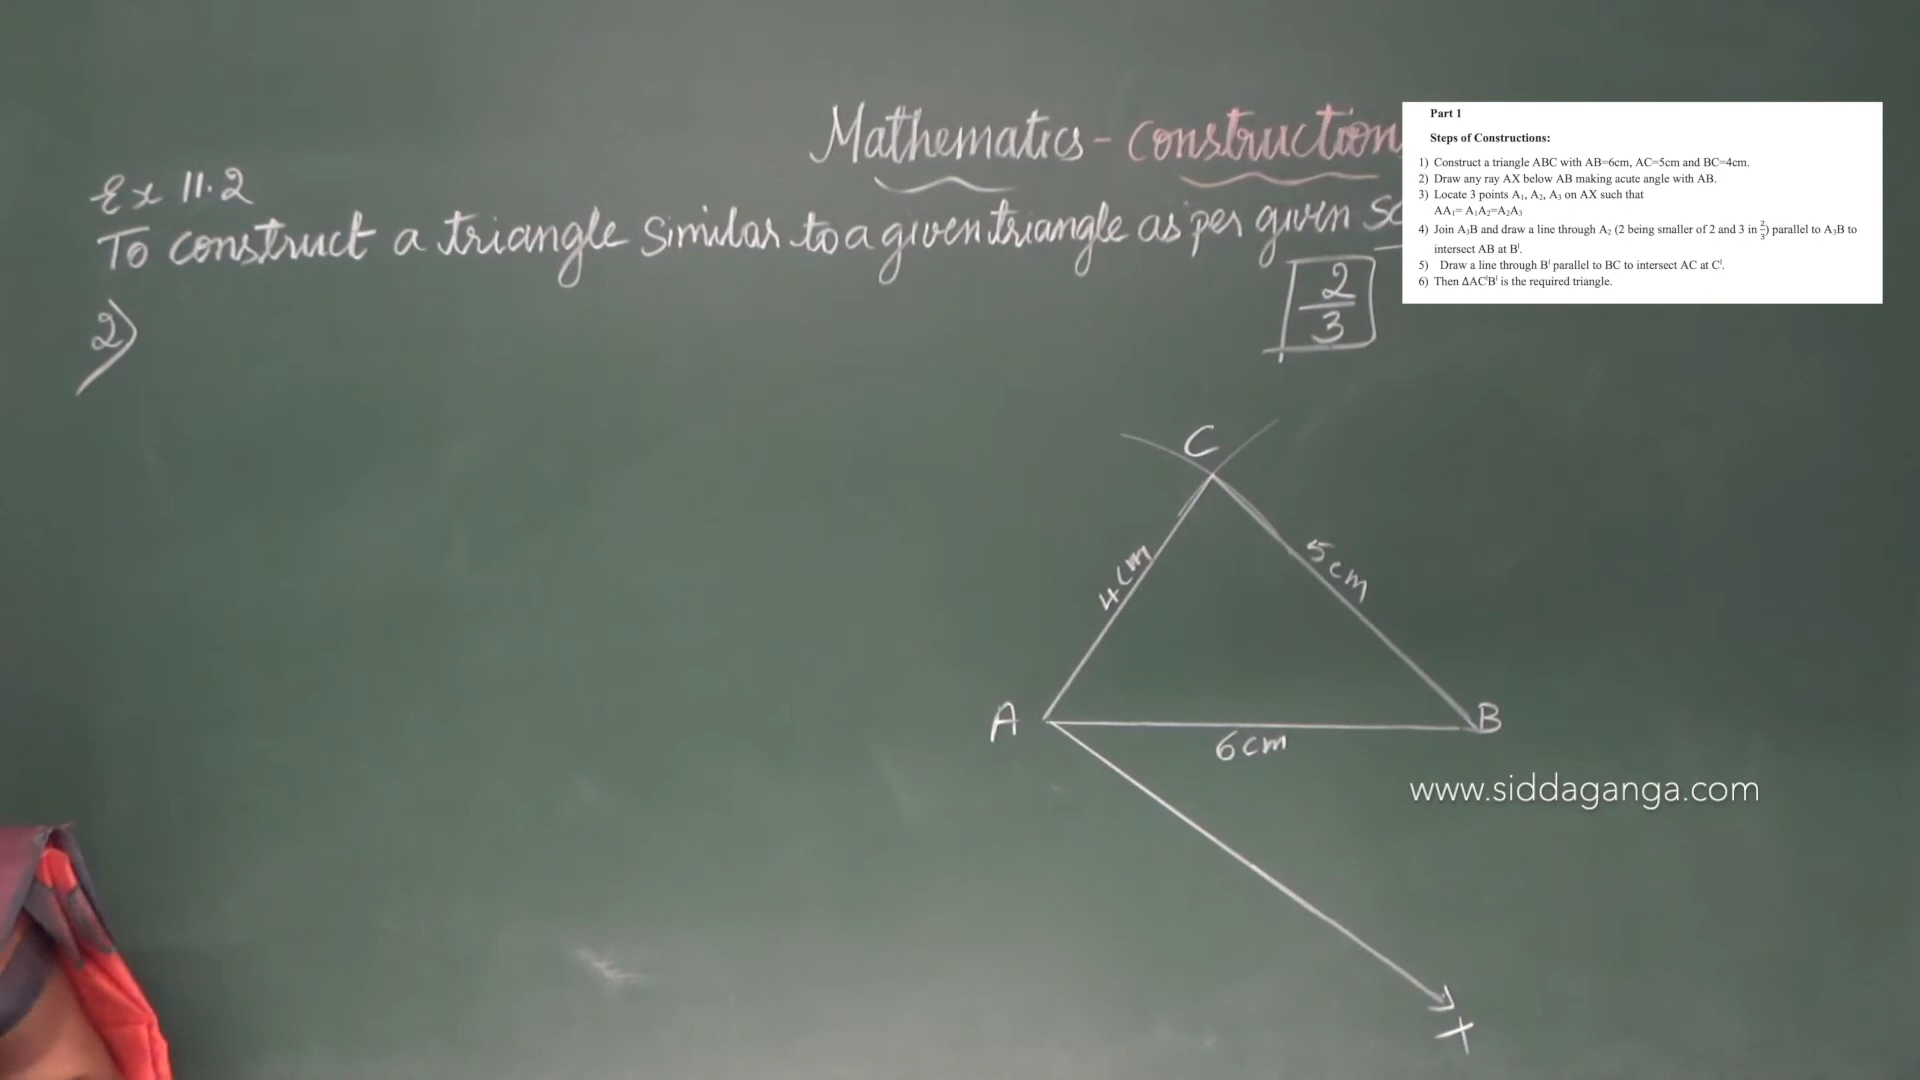 Mathematics - Construction
Ex 11.2
To construct a triangle similar to a given triangle as per given
2)
2
3
Part 1
Steps of Constructions:
1) Construct a triangle ABC with AB=6cm, AC=5cm and BC=4cm.
2) Draw any ray AX below AB making acute angle with AB.
3) Locate 3 points A₁, A₂, A₃ on AX such that
AA₁= A₁A₂=A₂A₃
4) Join A₃B and draw a line through A₂ (2 being smaller of 2 and 3 in 2/3) parallel to A₃B to
intersect AB at Bᴵ.
5) Draw a line through Bᴵ parallel to BC to intersect AC at Cᴵ.
6) Then ΔACᴵBᴵ is the required triangle.
C
4cm
5cm
A
B
6cm
www.siddaganga.com
X